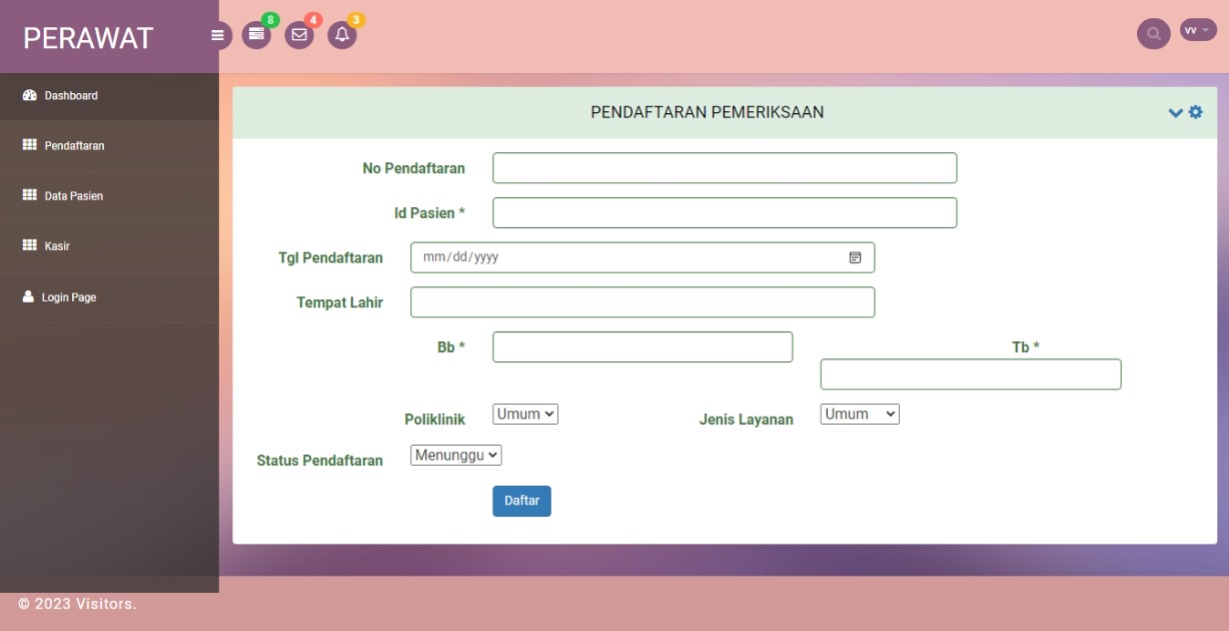 PERAWAT
8
4
3
vv
Dashboard
Pendaftaran
Data Pasien
Kasir
Login Page
PENDAFTARAN PEMERIKSAAN
No Pendaftaran
Id Pasien *
Tgl Pendaftaran mm/dd/yyyy
Tempat Lahir
Bb * Tb *
Poliklinik Umum Jenis Layanan Umum
Status Pendaftaran Menunggu
Daftar
© 2023 Visitors.